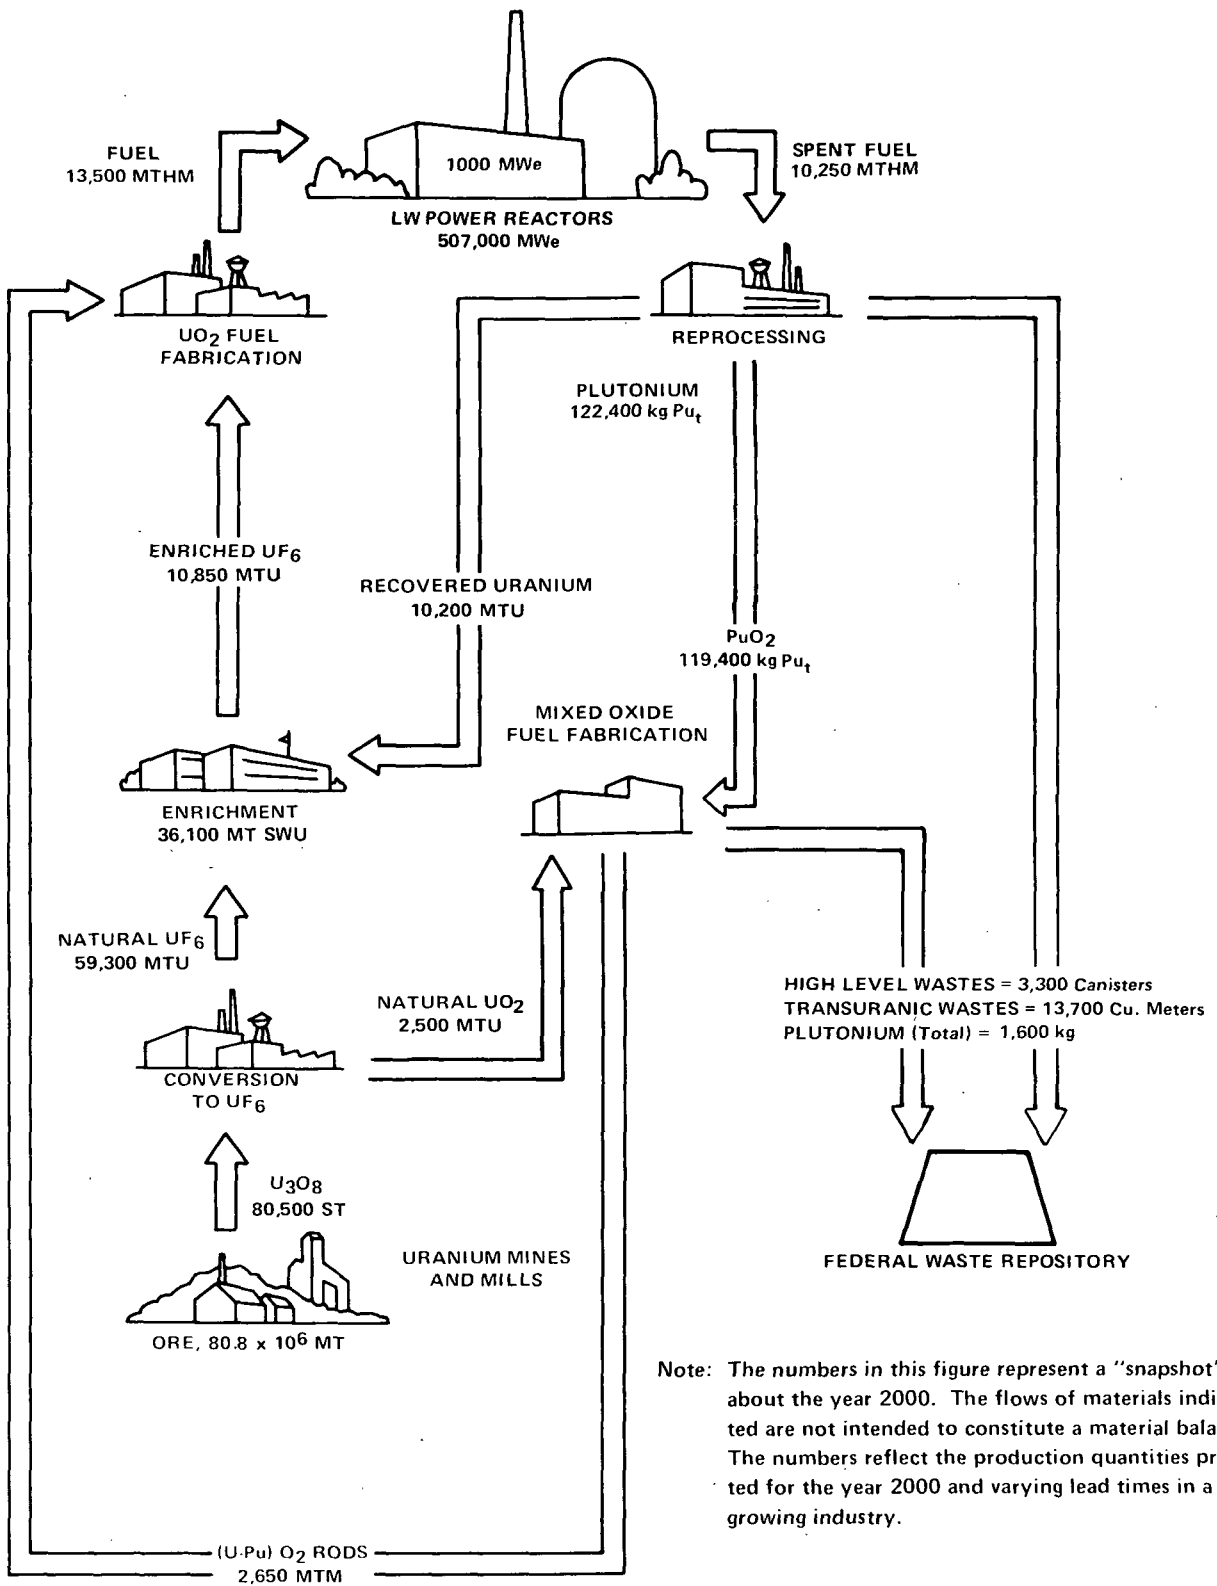 FUEL
13,500 MTHM
1000 MWe
SPENT FUEL
10,250 MTHM
LW POWER REACTORS
507,000 MWe
UO2 FUEL
FABRICATION
REPROCESSING
PLUTONIUM
122,400 kg Put
ENRICHED UF6
10,850 MTU
RECOVERED URANIUM
10,200 MTU
PuO2
119,400 kg Put
MIXED OXIDE
FUEL FABRICATION
ENRICHMENT
36,100 MT SWU
NATURAL UF6
59,300 MTU
NATURAL UO2
2,500 MTU
HIGH LEVEL WASTES = 3,300 Canisters
TRANSURANIC WASTES = 13,700 Cu. Meters
PLUTONIUM (Total) = 1,600 kg
CONVERSION
TO UF6
U3O8
80,500 ST
URANIUM MINES
AND MILLS
FEDERAL WASTE REPOSITORY
ORE, 80.8 x 10^6 MT
Note: The numbers in this figure represent a "snapshot"
about the year 2000. The flows of materials indi
ted are not intended to constitute a material bala
The numbers reflect the production quantities pr
ted for the year 2000 and varying lead times in a
growing industry.
(U-Pu) O2 RODS
2,650 MTM